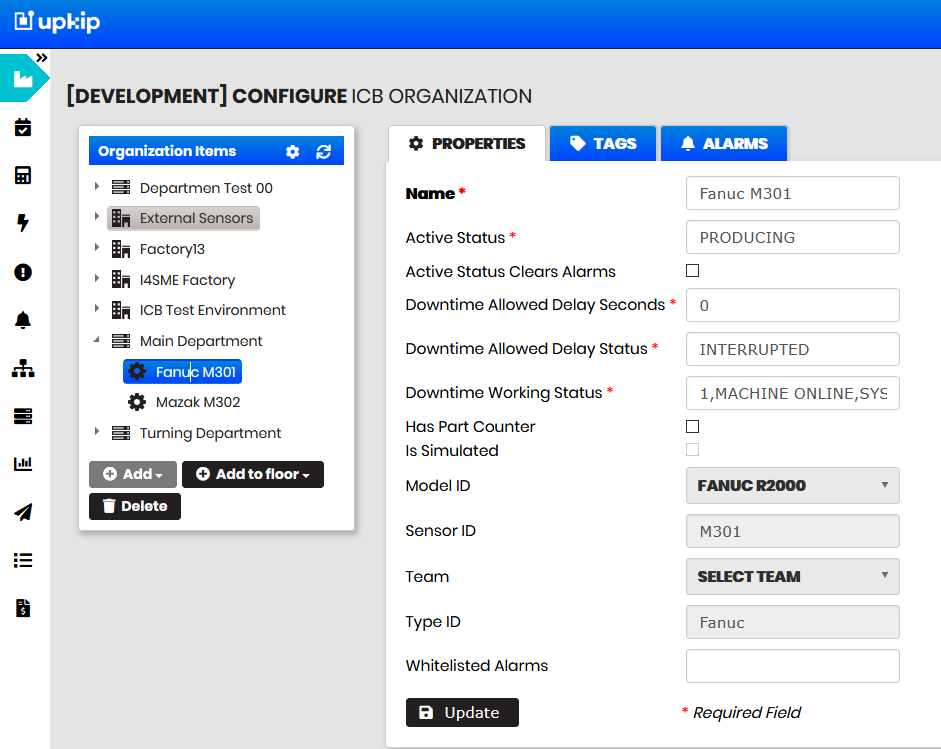 upkip
[DEVELOPMENT] CONFIGURE ICB ORGANIZATION
Organization Items
Departmen Test 00
External Sensors
Factory13
I4SME Factory
ICB Test Environment
Main Department
Fanuc M301
Mazak M302
Turning Department
Add
Add to floor
Delete
PROPERTIES
TAGS
ALARMS
Name * Fanuc M301
Active Status * PRODUCING
Active Status Clears Alarms
Downtime Allowed Delay Seconds * 0
Downtime Allowed Delay Status * INTERRUPTED
Downtime Working Status * 1,MACHINE ONLINE,SYS
Has Part Counter
Is Simulated
Model ID FANUC R2000
Sensor ID M301
Team SELECT TEAM
Type ID Fanuc
Whitelisted Alarms
Update
* Required Field